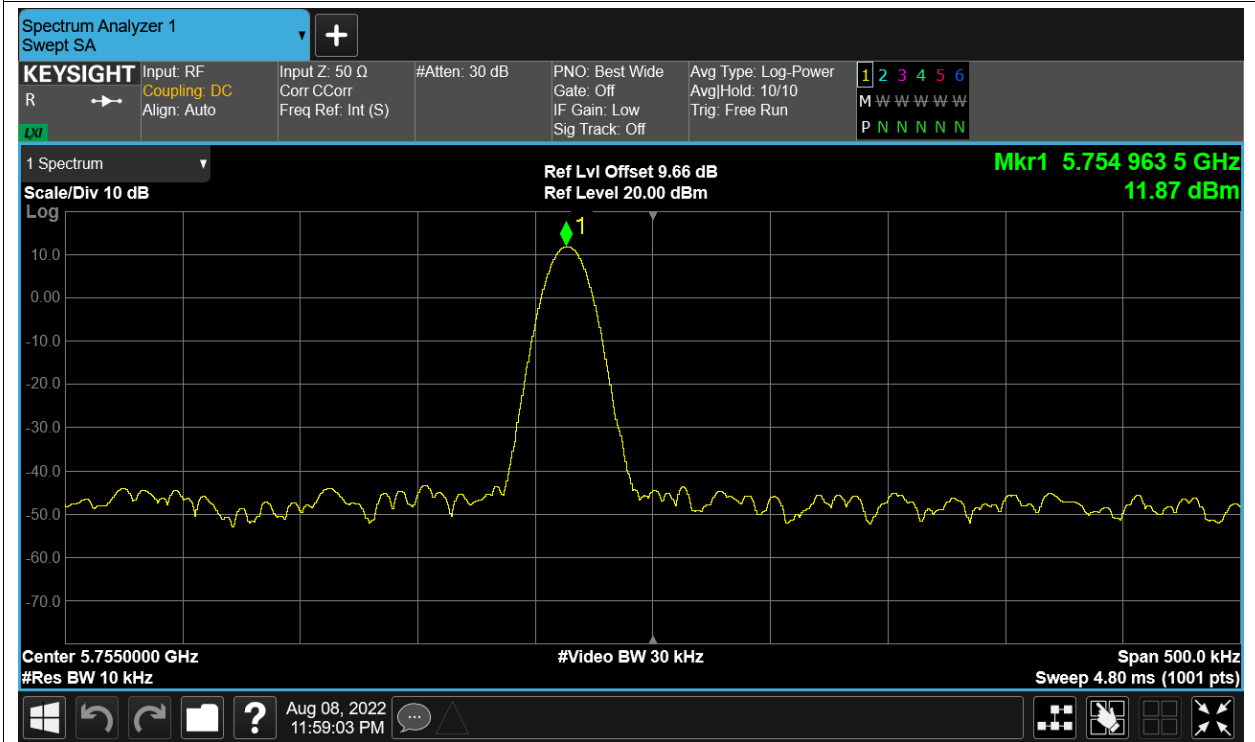 Spectrum Analyzer 1
Swept SA
▼
+
KEYSIGHT
R
LXI
Input: RF
Coupling: DC
Align: Auto
Input Z: 50 Ω
Corr CCorr
Freq Ref: Int (S)
#Atten: 30 dB
PNO: Best Wide
Gate: Off
IF Gain: Low
Sig Track: Off
Avg Type: Log-Power
Avg|Hold: 10/10
Trig: Free Run
1 2 3 4 5 6
M W W W W W
P N N N N N
1 Spectrum ▼
Scale/Div 10 dB
Ref Lvl Offset 9.66 dB
Ref Level 20.00 dBm
Mkr1 5.754 963 5 GHz
11.87 dBm
Log
1
10.0
0.00
-10.0
-20.0
-30.0
-40.0
-50.0
-60.0
-70.0
Center 5.7550000 GHz
#Video BW 30 kHz
Span 500.0 kHz
#Res BW 10 kHz
Sweep 4.80 ms (1001 pts)
?
Aug 08, 2022
11:59:03 PM